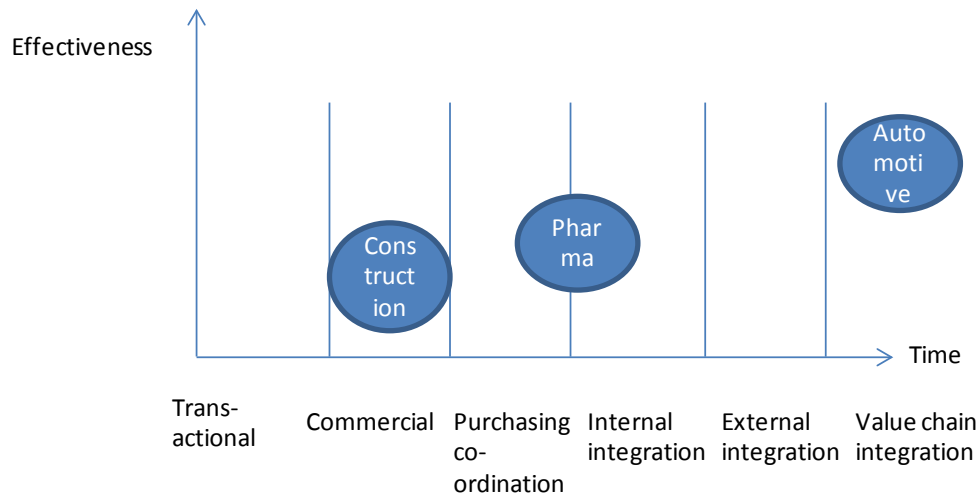 Effectiveness
Auto
moti
ve
Phar
ma
Cons
truct
ion
Time
Trans-
actional
Commercial
Purchasing
co-
ordination
Internal
integration
External
integration
Value chain
integration